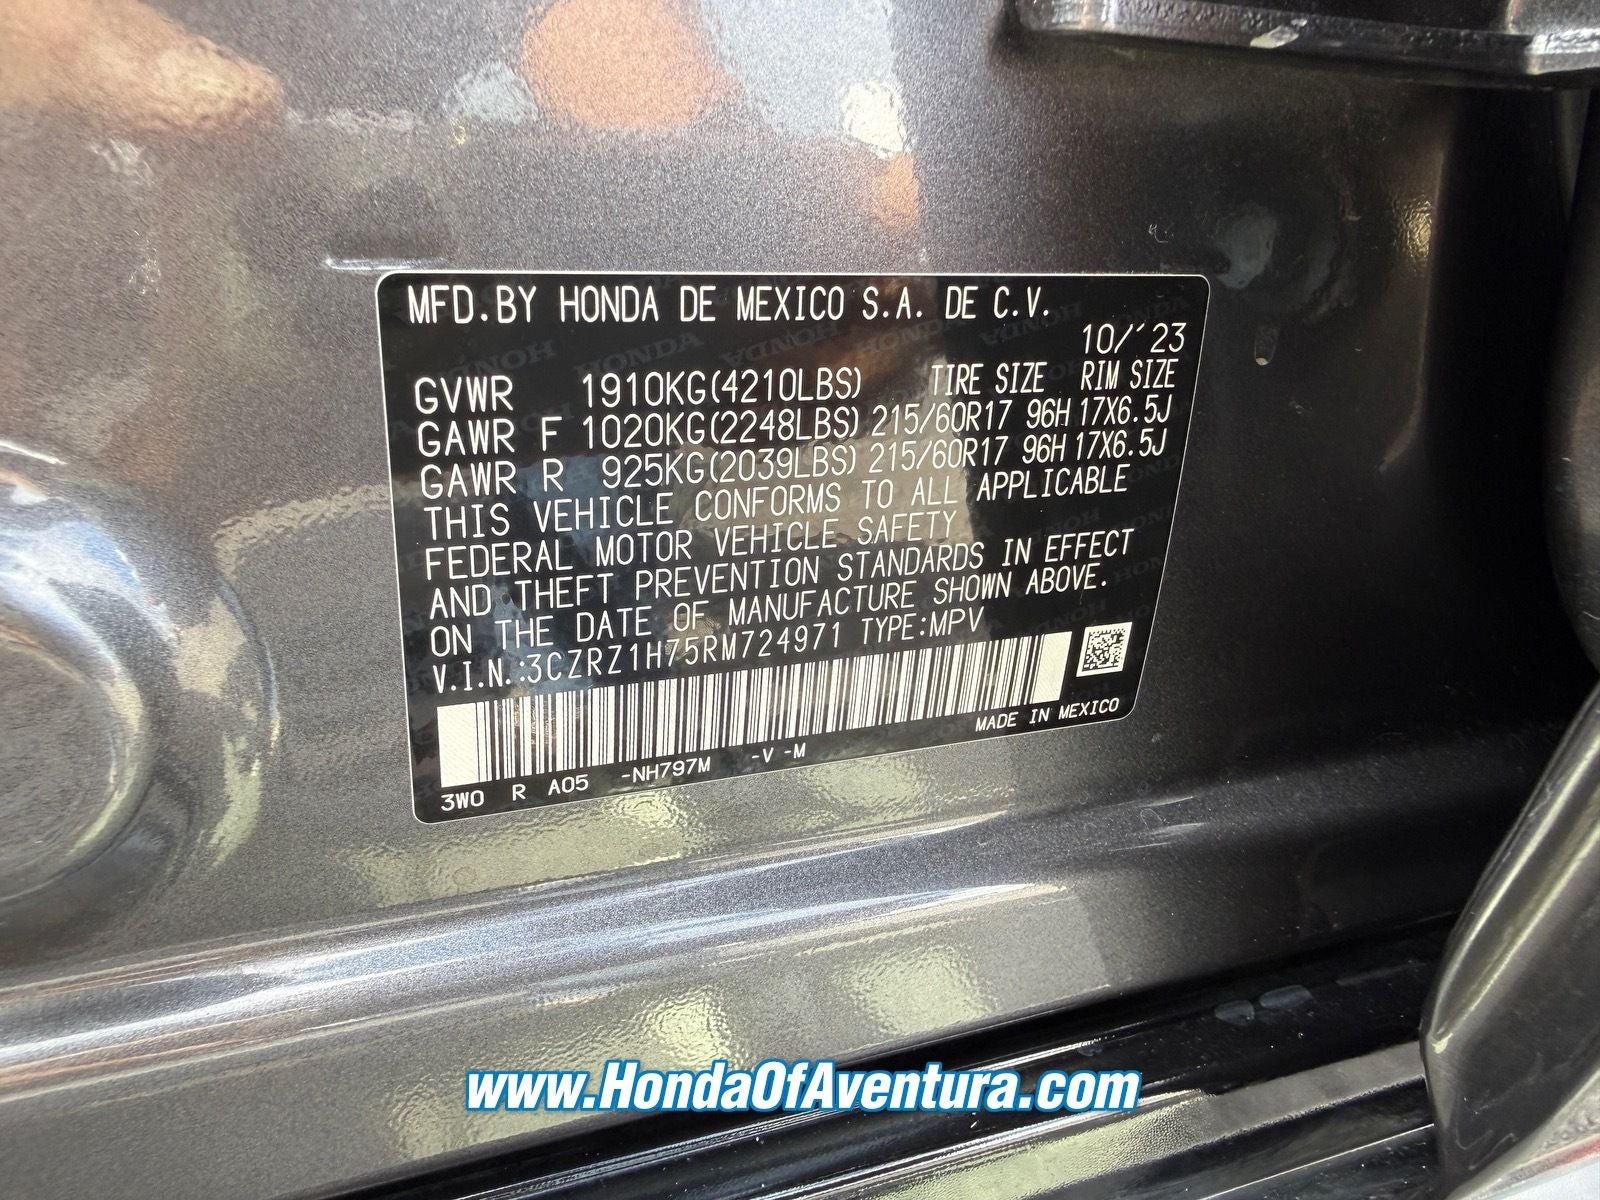 MFD.BY HONDA DE MEXICO S.A. DE C.V.
10/'23
GVWR 1910KG(4210LBS) TIRE SIZE RIM SIZE
GAWR F 1020KG(2248LBS) 215/60R17 96H 17X6.5J
GAWR R 925KG(2039LBS) 215/60R17 96H 17X6.5J
THIS VEHICLE CONFORMS TO ALL APPLICABLE
FEDERAL MOTOR VEHICLE SAFETY
AND THEFT PREVENTION STANDARDS IN EFFECT
ON THE DATE OF MANUFACTURE SHOWN ABOVE.
V.I.N.:3CZRZ1H75RM724971 TYPE:MPV
MADE IN MEXICO
3W0 R A05 -NH797M -V -M
www.HondaOfAventura.com